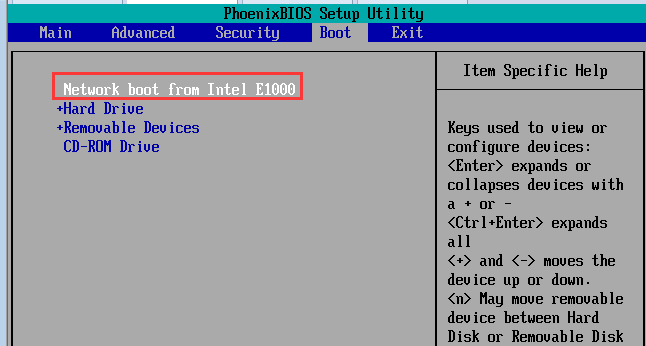 PhoenixBIOS Setup Utility
Main Advanced Security Boot Exit
Network boot from Intel E1000
+Hard Drive
+Removable Devices
CD-ROM Drive
Item Specific Help
Keys used to view or
configure devices:
<Enter> expands or
collapses devices with
a + or -
<Ctrl+Enter> expands
all
<+> and <-> moves the
device up or down.
<n> May move removable
device between Hard
Disk or Removable Disk